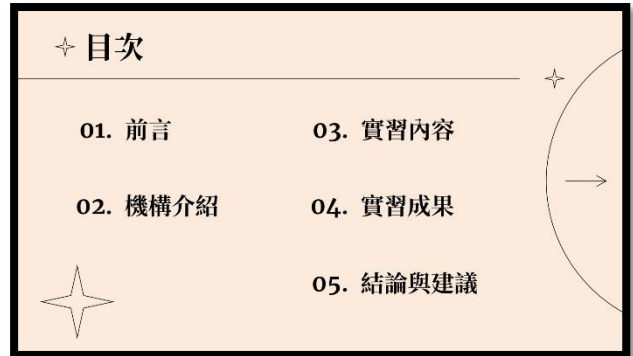 目次
01. 前言
02. 機構介紹
03. 實習內容
04. 實習成果
05. 結論與建議